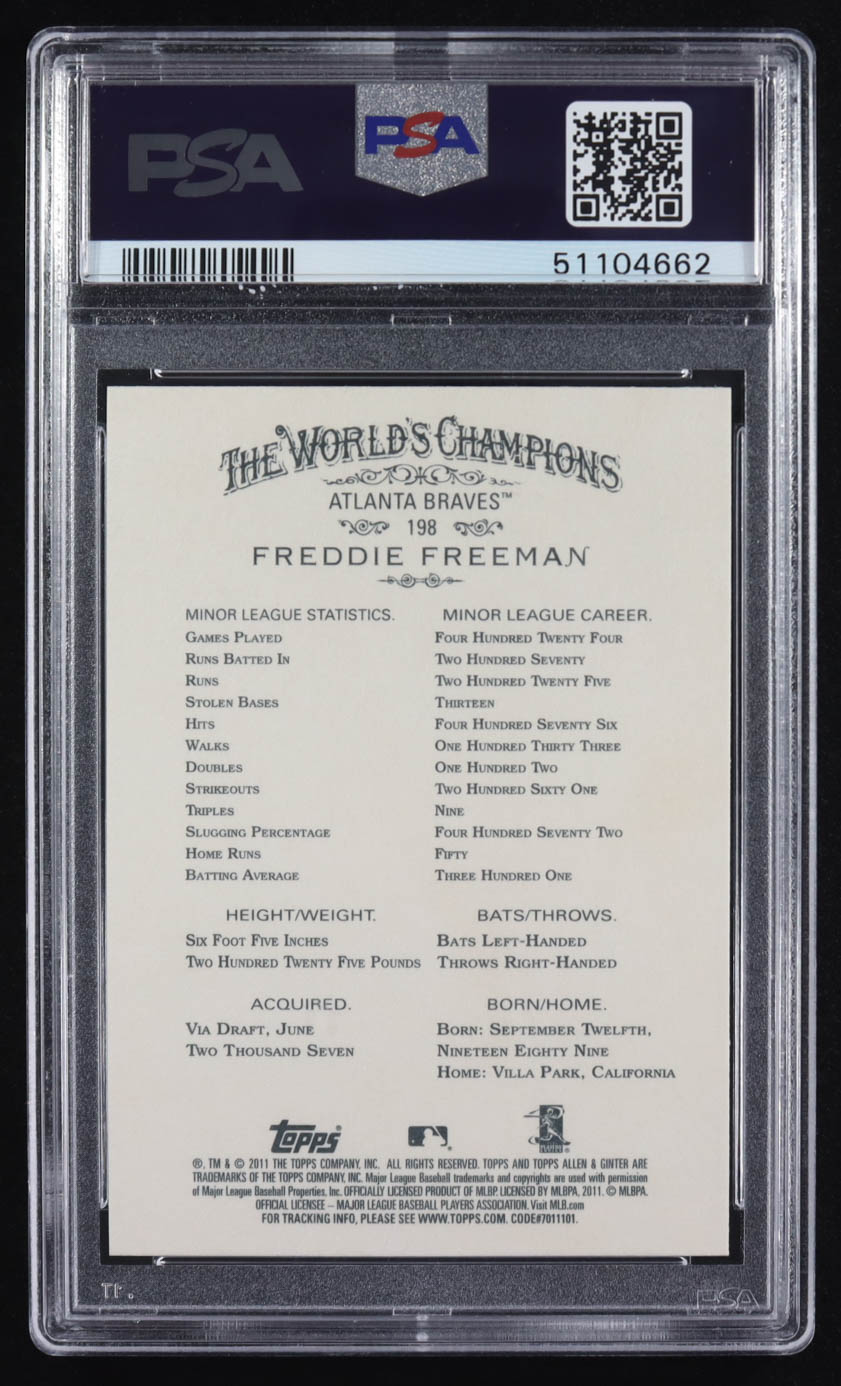 PSA PSA
51104662
THE WORLD'S CHAMPIONS
ATLANTA BRAVES™
198
FREDDIE FREEMAN
MINOR LEAGUE STATISTICS. MINOR LEAGUE CAREER.
GAMES PLAYED FOUR HUNDRED TWENTY FOUR
RUNS BATTED IN TWO HUNDRED SEVENTY
RUNS TWO HUNDRED TWENTY FIVE
STOLEN BASES THIRTEEN
HITS FOUR HUNDRED SEVENTY SIX
WALKS ONE HUNDRED THIRTY THREE
DOUBLES ONE HUNDRED TWO
STRIKEOUTS TWO HUNDRED SIXTY ONE
TRIPLES NINE
SLUGGING PERCENTAGE FOUR HUNDRED SEVENTY TWO
HOME RUNS FIFTY
BATTING AVERAGE THREE HUNDRED ONE
HEIGHT/WEIGHT. BATS/THROWS.
SIX FOOT FIVE INCHES BATS LEFT-HANDED
TWO HUNDRED TWENTY FIVE POUNDS THROWS RIGHT-HANDED
ACQUIRED. BORN/HOME.
VIA DRAFT, JUNE BORN: SEPTEMBER TWELFTH,
TWO THOUSAND SEVEN NINETEEN EIGHTY NINE
HOME: VILLA PARK, CALIFORNIA
Topps®
®, TM & © 2011 THE TOPPS COMPANY, INC. ALL RIGHTS RESERVED. TOPPS AND TOPPS ALLEN & GINTER ARE
TRADEMARKS OF THE TOPPS COMPANY, INC. Major League Baseball trademarks and copyrights are used with permission
of Major League Baseball Properties, Inc. OFFICIALLY LICENSED PRODUCT OF MLBP. LICENSED BY MLBPA, 2011. © MLBPA.
OFFICIAL LICENSEE – MAJOR LEAGUE BASEBALL PLAYERS ASSOCIATION. Visit MLB.com
FOR TRACKING INFO, PLEASE SEE WWW.TOPPS.COM. CODE#7011101.
PSA